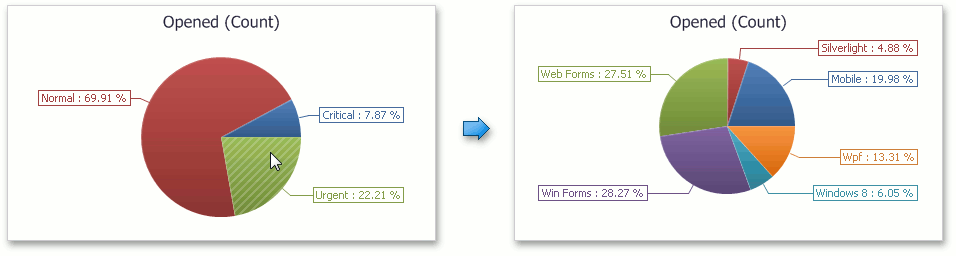 Opened (Count)
Normal : 69.91 %
Critical : 7.87 %
Urgent : 22.21 %
Opened (Count)
Silverlight : 4.88 %
Web Forms : 27.51 %
Mobile : 19.98 %
Wpf : 13.31 %
Win Forms : 28.27 %
Windows 8 : 6.05 %